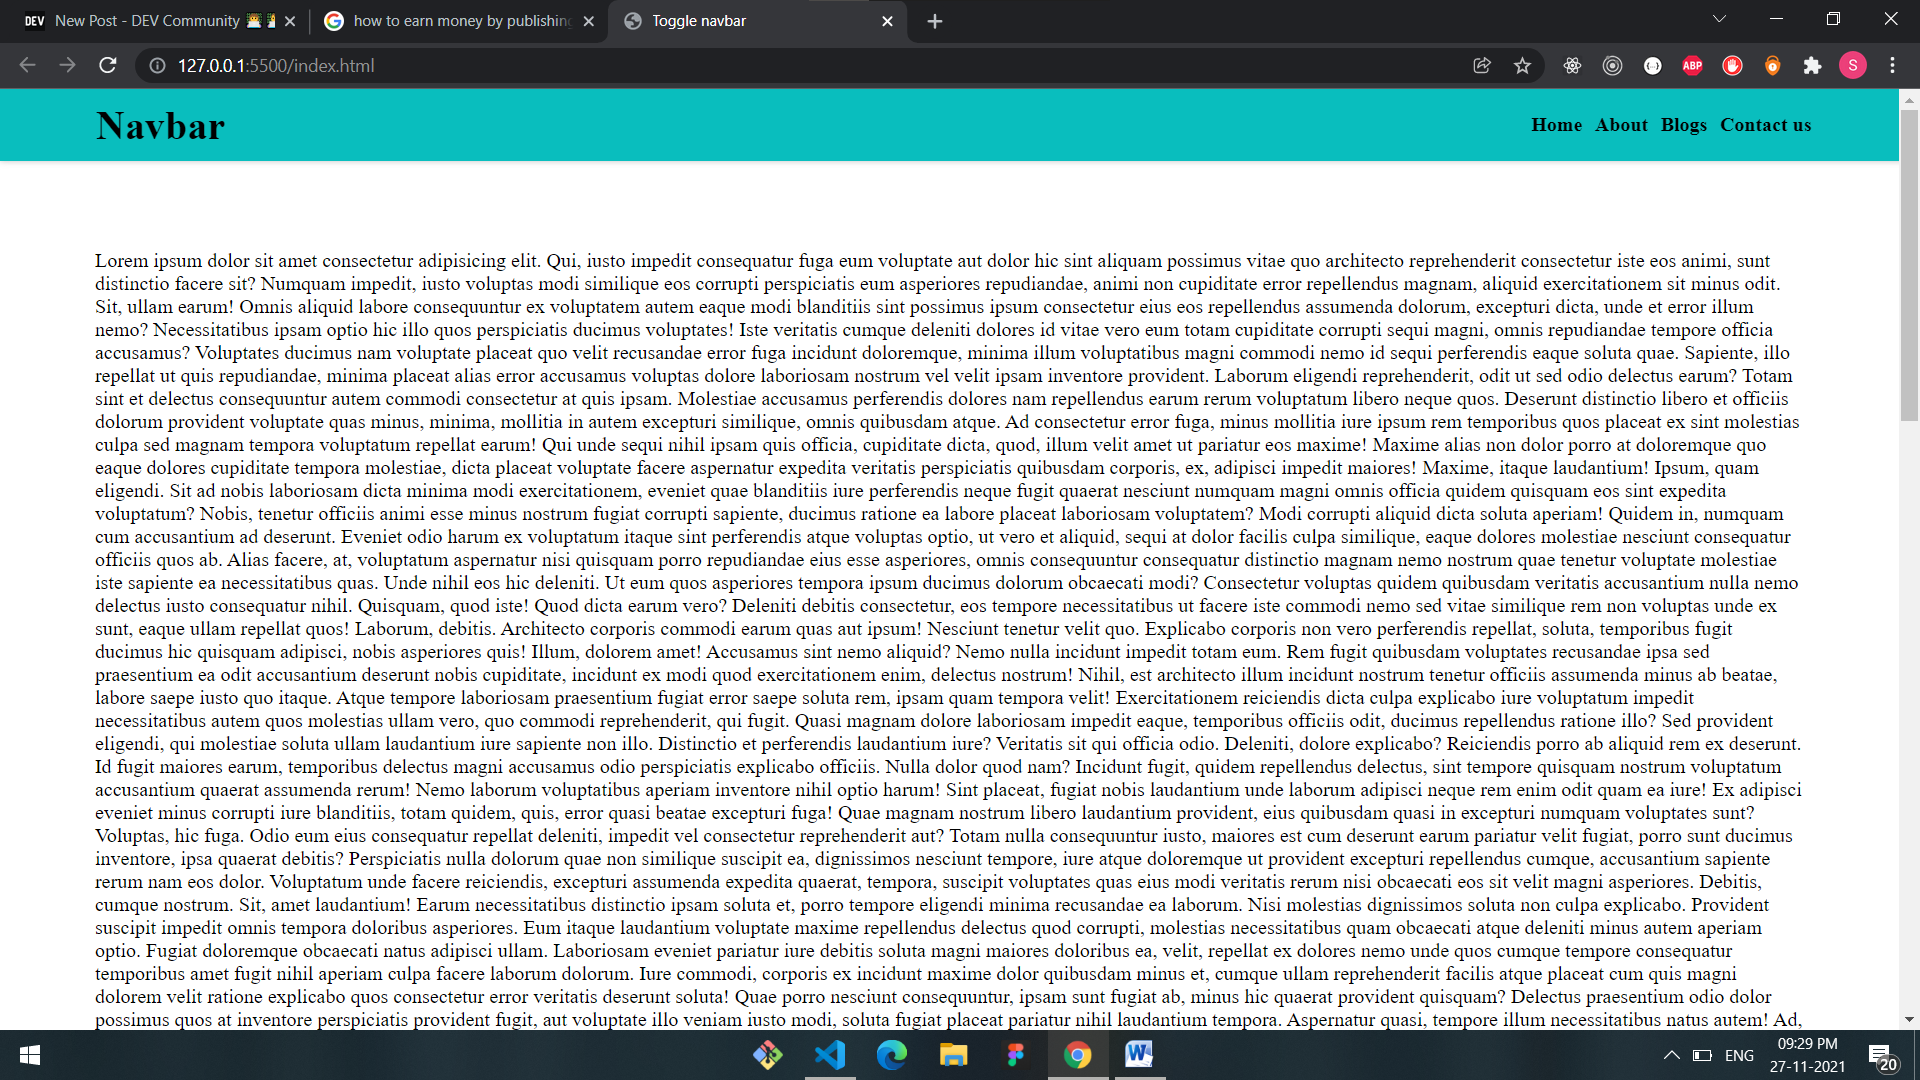 New Post - DEV Community
how to earn money by publishing
Toggle navbar
127.0.0.1:5500/index.html
Navbar
Home About Blogs Contact us
Lorem ipsum dolor sit amet consectetur adipisicing elit. Qui, iusto impedit consequatur fuga eum voluptate aut dolor hic sint aliquam possimus vitae quo architecto reprehenderit consectetur iste eos animi, sunt
distinctio facere sit? Numquam impedit, iusto voluptas modi similique eos corrupti perspiciatis eum asperiores repudiandae, animi non cupiditate error repellendus magnam, aliquid exercitationem sit minus odit.
Sit, ullam earum! Omnis aliquid labore consequuntur ex voluptatem autem eaque modi blanditiis sint possimus ipsum consectetur eius eos repellendus assumenda dolorum, excepturi dicta, unde et error illum
nemo? Necessitatibus ipsam optio hic illo quos perspiciatis ducimus voluptates! Iste veritatis cumque deleniti dolores id vitae vero eum totam cupiditate corrupti sequi magni, omnis repudiandae tempore officia
accusamus? Voluptates ducimus nam voluptate placeat quo velit recusandae error fuga incidunt doloremque, minima illum voluptatibus magni commodi nemo id sequi perferendis eaque soluta quae. Sapiente, illo
repellat ut quis repudiandae, minima placeat alias error accusamus voluptas dolore laboriosam nostrum vel velit ipsam inventore provident. Laborum eligendi reprehenderit, odit ut sed odio delectus earum? Totam
sint et delectus consequuntur autem commodi consectetur at quis ipsam. Molestiae accusamus perferendis dolores nam repellendus earum rerum voluptatum libero neque quos. Deserunt distinctio libero et officiis
dolorum provident voluptate quas minus, minima, mollitia in autem excepturi similique, omnis quibusdam atque. Ad consectetur error fuga, minus mollitia iure ipsum rem temporibus quos placeat ex sint molestias
culpa sed magnam tempora voluptatum repellat earum! Qui unde sequi nihil ipsam quis officia, cupiditate dicta, quod, illum velit amet ut pariatur eos maxime! Maxime alias non dolor porro at doloremque quo
eaque dolores cupiditate tempora molestiae, dicta placeat voluptate facere aspernatur expedita veritatis perspiciatis quibusdam corporis, ex, adipisci impedit maiores! Maxime, itaque laudantium! Ipsum, quam
eligendi. Sit ad nobis laboriosam dicta minima modi exercitationem, eveniet quae blanditiis iure perferendis neque fugit quaerat nesciunt numquam magni omnis officia quidem quisquam eos sint expedita
voluptatum? Nobis, tenetur officiis animi esse minus nostrum fugiat corrupti sapiente, ducimus ratione ea labore placeat laboriosam voluptatem? Modi corrupti aliquid dicta soluta aperiam! Quidem in, numquam
cum accusantium ad deserunt. Eveniet odio harum ex voluptatum itaque sint perferendis atque voluptas optio, ut vero et aliquid, sequi at dolor facilis culpa similique, eaque dolores molestiae nesciunt consequatur
officiis quos ab. Alias facere, at, voluptatum aspernatur nisi quisquam porro repudiandae eius esse asperiores, omnis consequuntur consequatur distinctio magnam nemo nostrum quae tenetur voluptate molestiae
iste sapiente ea necessitatibus quas. Unde nihil eos hic deleniti. Ut eum quos asperiores tempora ipsum ducimus dolorum obcaecati modi? Consectetur voluptas quidem quibusdam veritatis accusantium nulla nemo
delectus iusto consequatur nihil. Quisquam, quod iste! Quod dicta earum vero? Deleniti debitis consectetur, eos tempore necessitatibus ut facere iste commodi nemo sed vitae similique rem non voluptas unde ex
sunt, eaque ullam repellat quos! Laborum, debitis. Architecto corporis commodi earum quas aut ipsum! Nesciunt tenetur velit quo. Explicabo corporis non vero perferendis repellat, soluta, temporibus fugit
ducimus hic quisquam adipisci, nobis asperiores quis! Illum, dolorem amet! Accusamus sint nemo aliquid? Nemo nulla incidunt impedit totam eum. Rem fugit quibusdam voluptates recusandae ipsa sed
praesentium ea odit accusantium deserunt nobis cupiditate, incidunt ex modi quod exercitationem enim, delectus nostrum! Nihil, est architecto illum incidunt nostrum tenetur officiis assumenda minus ab beatae,
labore saepe iusto quo itaque. Atque tempore laboriosam praesentium fugiat error saepe soluta rem, ipsam quam tempora velit! Exercitationem reiciendis dicta culpa explicabo iure voluptatum impedit
necessitatibus autem quos molestias ullam vero, quo commodi reprehenderit, qui fugit. Quasi magnam dolore laboriosam impedit eaque, temporibus officiis odit, ducimus repellendus ratione illo? Sed provident
eligendi, qui molestiae soluta ullam laudantium iure sapiente non illo. Distinctio et perferendis laudantium iure? Veritatis sit qui officia odio. Deleniti, dolore explicabo? Reiciendis porro ab aliquid rem ex deserunt.
Id fugit maiores earum, temporibus delectus magni accusamus odio perspiciatis explicabo officiis. Nulla dolor quod nam? Incidunt fugit, quidem repellendus delectus, sint tempore quisquam nostrum voluptatum
accusantium quaerat assumenda rerum! Nemo laborum voluptatibus aperiam inventore nihil optio harum! Sint placeat, fugiat nobis laudantium unde laborum adipisci neque rem enim odit quam ea iure! Ex adipisci
eveniet minus corrupti iure blanditiis, totam quidem, quis, error quasi beatae excepturi fuga! Quae magnam nostrum libero laudantium provident, eius quibusdam quasi in excepturi numquam voluptates sunt?
Voluptas, hic fuga. Odio eum eius consequatur repellat deleniti, impedit vel consectetur reprehenderit aut? Totam nulla consequuntur iusto, maiores est cum deserunt earum pariatur velit fugiat, porro sunt ducimus
inventore, ipsa quaerat debitis? Perspiciatis nulla dolorum quae non similique suscipit ea, dignissimos nesciunt tempore, iure atque doloremque ut provident excepturi repellendus cumque, accusantium sapiente
rerum nam eos dolor. Voluptatum unde facere reiciendis, excepturi assumenda expedita quaerat, tempora, suscipit voluptates quas eius modi veritatis rerum nisi obcaecati eos sit velit magni asperiores. Debitis,
cumque nostrum. Sit, amet laudantium! Earum necessitatibus distinctio ipsam soluta et, porro tempore eligendi minima recusandae ea laborum. Nisi molestias dignissimos soluta non culpa explicabo. Provident
suscipit impedit omnis tempora doloribus asperiores. Eum itaque laudantium voluptate maxime repellendus delectus quod corrupti, molestias necessitatibus quam obcaecati atque deleniti minus autem aperiam
optio. Fugiat doloremque obcaecati natus adipisci ullam. Laboriosam eveniet pariatur iure debitis soluta magni maiores doloribus ea, velit, repellat ex dolores nemo unde quos cumque tempore consequatur
temporibus amet fugit nihil aperiam culpa facere laborum dolorum. Iure commodi, corporis ex incidunt maxime dolor quibusdam minus et, cumque ullam reprehenderit facilis atque placeat cum quis magni
dolorem velit ratione explicabo quos consectetur error veritatis deserunt soluta! Quae porro nesciunt consequuntur, ipsam sunt fugiat ab, minus hic quaerat provident quisquam? Delectus praesentium odio dolor
possimus quos at inventore perspiciatis provident fugit, aut voluptate illo veniam iusto modi, soluta fugiat placeat pariatur nihil laudantium tempora. Aspernatur quasi, tempore illum necessitatibus natus autem! Ad,
ENG
09:29 PM
27-11-2021
20